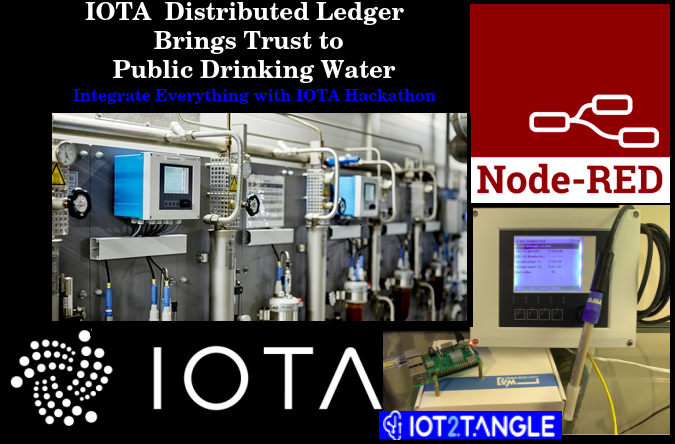 IOTA Distributed Ledger
Brings Trust to
Public Drinking Water
Integrate Everything with IOTA Hackathon
Node-RED
IOTA
IOT2TANGLE